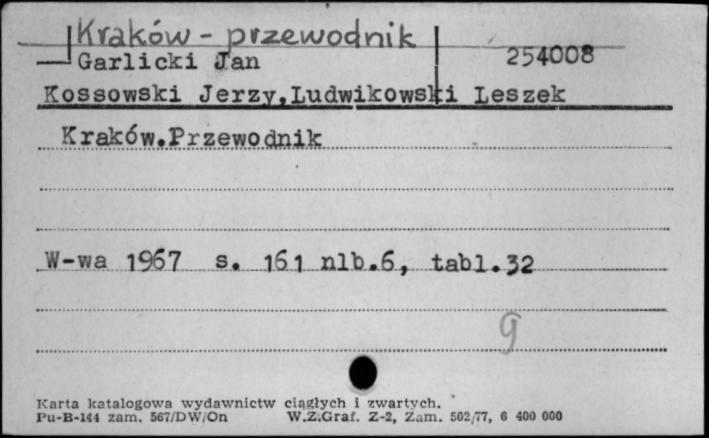 Kraków - przewodnik
Garlicki Jan 254008
Kossowski Jerzy,Ludwikowski Leszek
Kraków.Przewodnik
W-wa 1967 s. 161 nlb.6, tabl.32
g
Karta katalogowa wydawnictw ciągłych i zwartych.
Pu-B-144 zam. 567/DW/On W.Z.Graf. Z-2, Zam. 502/77, 6 400 000